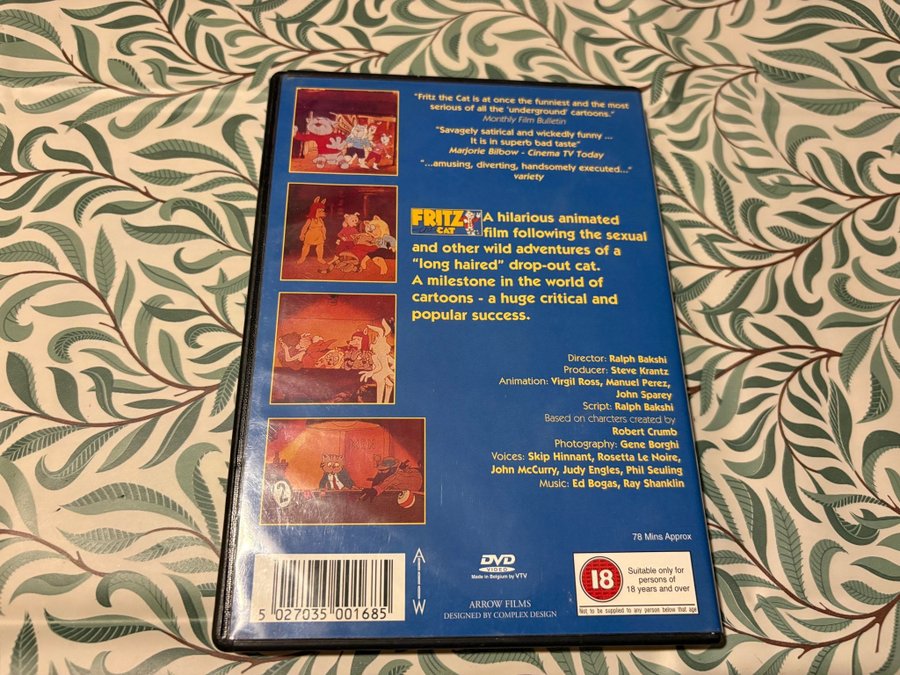 "Fritz the Cat is at once the funniest and the most
serious of all the 'underground' cartoons."
Monthly Film Bulletin
"Savagely satirical and wickedly funny ...
It is in superb bad taste"
Marjorie Bilbow - Cinema TV Today
"...amusing, diverting, handsomely executed..."
variety
FRITZ
CAT
A hilarious animated
film following the sexual
and other wild adventures of a
"long haired" drop-out cat.
A milestone in the world of
cartoons - a huge critical and
popular success.
Director: Ralph Bakshi
Producer: Steve Krantz
Animation: Virgil Ross, Manuel Perez,
John Sparey
Script: Ralph Bakshi
Based on charcters created by
Robert Crumb
Photography: Gene Borghi
Voices: Skip Hinnant, Rosetta Le Noire,
John McCurry, Judy Engles, Phil Seuling
Music: Ed Bogas, Ray Shanklin
78 Mins Approx
2
5 027035 001685
A
W
DVD
VIDEO
Made in Belgium by VTV
ARROW FILMS
DESIGNED BY COMPLEX DESIGN
18
Suitable only for
persons of
18 years and over
Not to be supplied to any person below that age